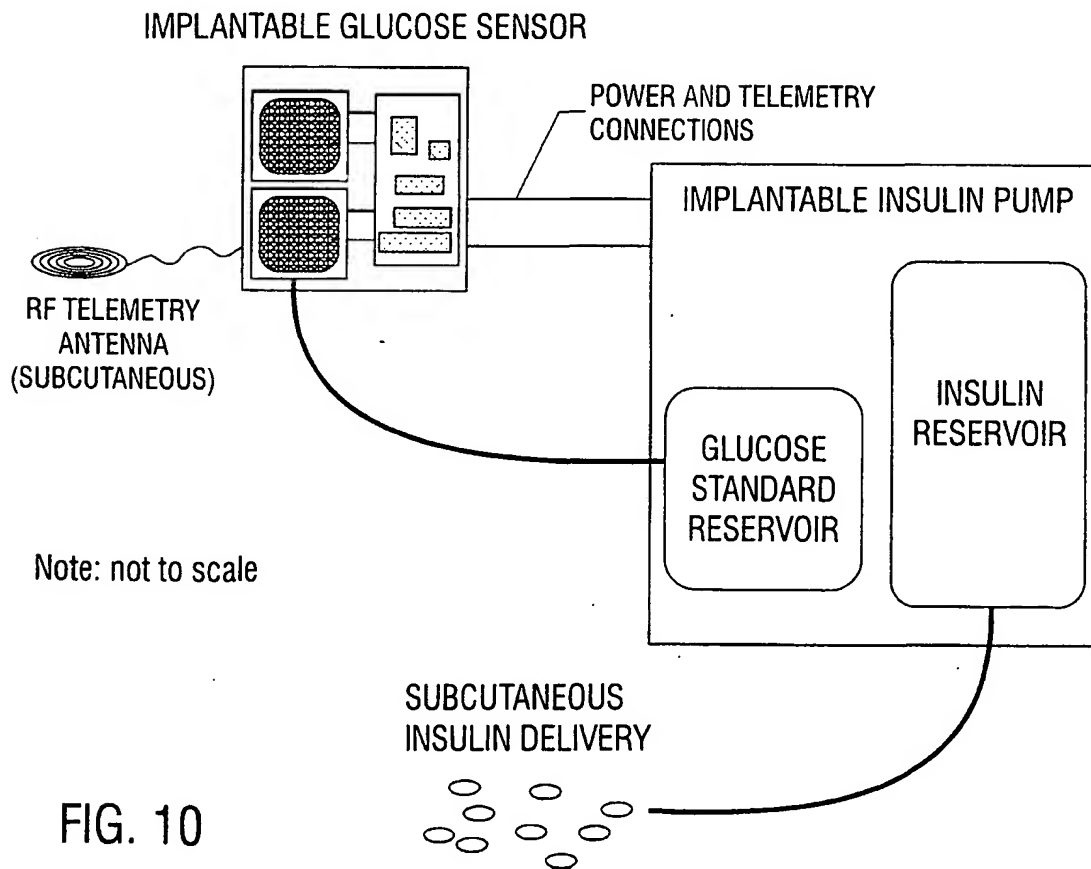 IMPLANTABLE GLUCOSE SENSOR
POWER AND TELEMETRY
CONNECTIONS
IMPLANTABLE INSULIN PUMP
RF TELEMETRY
ANTENNA
(SUBCUTANEOUS)
INSULIN
RESERVOIR
GLUCOSE
STANDARD
RESERVOIR
Note: not to scale
SUBCUTANEOUS
INSULIN DELIVERY
FIG. 10